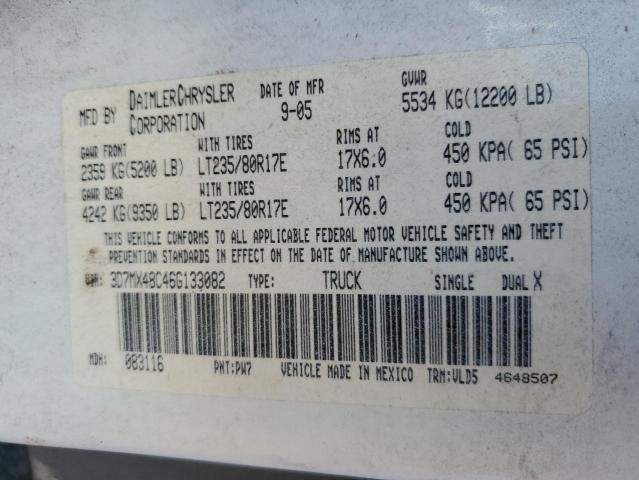 MFD BY DAIMLERCHRYSLER CORPORATION DATE OF MFR 9-05 GVWR 5534 KG(12200 LB)
GAWR FRONT WITH TIRES RIMS AT COLD
2359 KG(5200 LB) LT235/80R17E 17X6.0 450 KPA( 65 PSI)
GAWR REAR WITH TIRES RIMS AT COLD
4242 KG(9350 LB) LT235/80R17E 17X6.0 450 KPA( 65 PSI)
THIS VEHICLE CONFORMS TO ALL APPLICABLE FEDERAL MOTOR VEHICLE SAFETY AND THEFT
PREVENTION STANDARDS IN EFFECT ON THE DATE OF MANUFACTURE SHOWN ABOVE.
VIN: 3D7MX48C46G133082 TYPE: TRUCK SINGLE DUAL X
MDH: 083116 PNT:PW7 VEHICLE MADE IN MEXICO TRM:VLD5 4648507